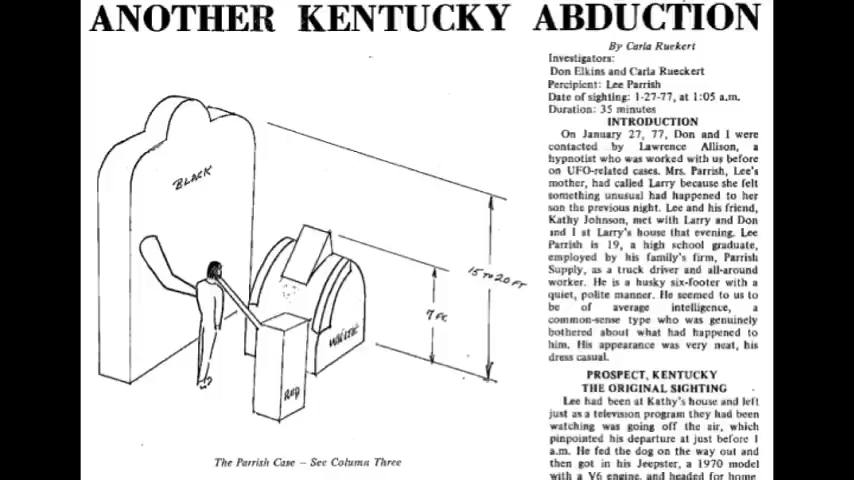 ANOTHER KENTUCKY ABDUCTION
By Carla Ruekert
Investigators:
Don Elkins and Carla Rueckert
Percipient: Lee Parrish
Date of sighting: 1-27-77, at 1:05 a.m.
Duration: 35 minutes
INTRODUCTION
On January 27, 77, Don and I were
contacted by Lawrence Allison, a
hypnotist who was worked with us before
on UFO-related cases. Mrs. Parrish, Lee's
mother, had called Larry because she felt
something unusual had happened to her
son the previous night. Lee and his friend,
Kathy Johnson, met with Larry and Don
and I at Larry's house that evening. Lee
Parrish is 19, a high school graduate,
employed by his family's firm, Parrish
Supply, as a truck driver and all-around
worker. He is a husky six-footer with a
quiet, polite manner. He seemed to us to
be of average intelligence, a
common-sense type who was genuinely
bothered about what had happened to
him. His appearance was very neat, his
dress casual.
PROSPECT, KENTUCKY
THE ORIGINAL SIGHTING
Lee had been at Kathy's house and left
just as a television program they had been
watching was going off the air, which
pinpointed his departure at just before 1
a.m. He fed the dog on the way out and
then got in his Jeepster, a 1970 model
with a V6 engine, and headed for home
BLACK
15 TO 20 FT
7 FT
WHITE
RED
The Parrish Case – See Column Three